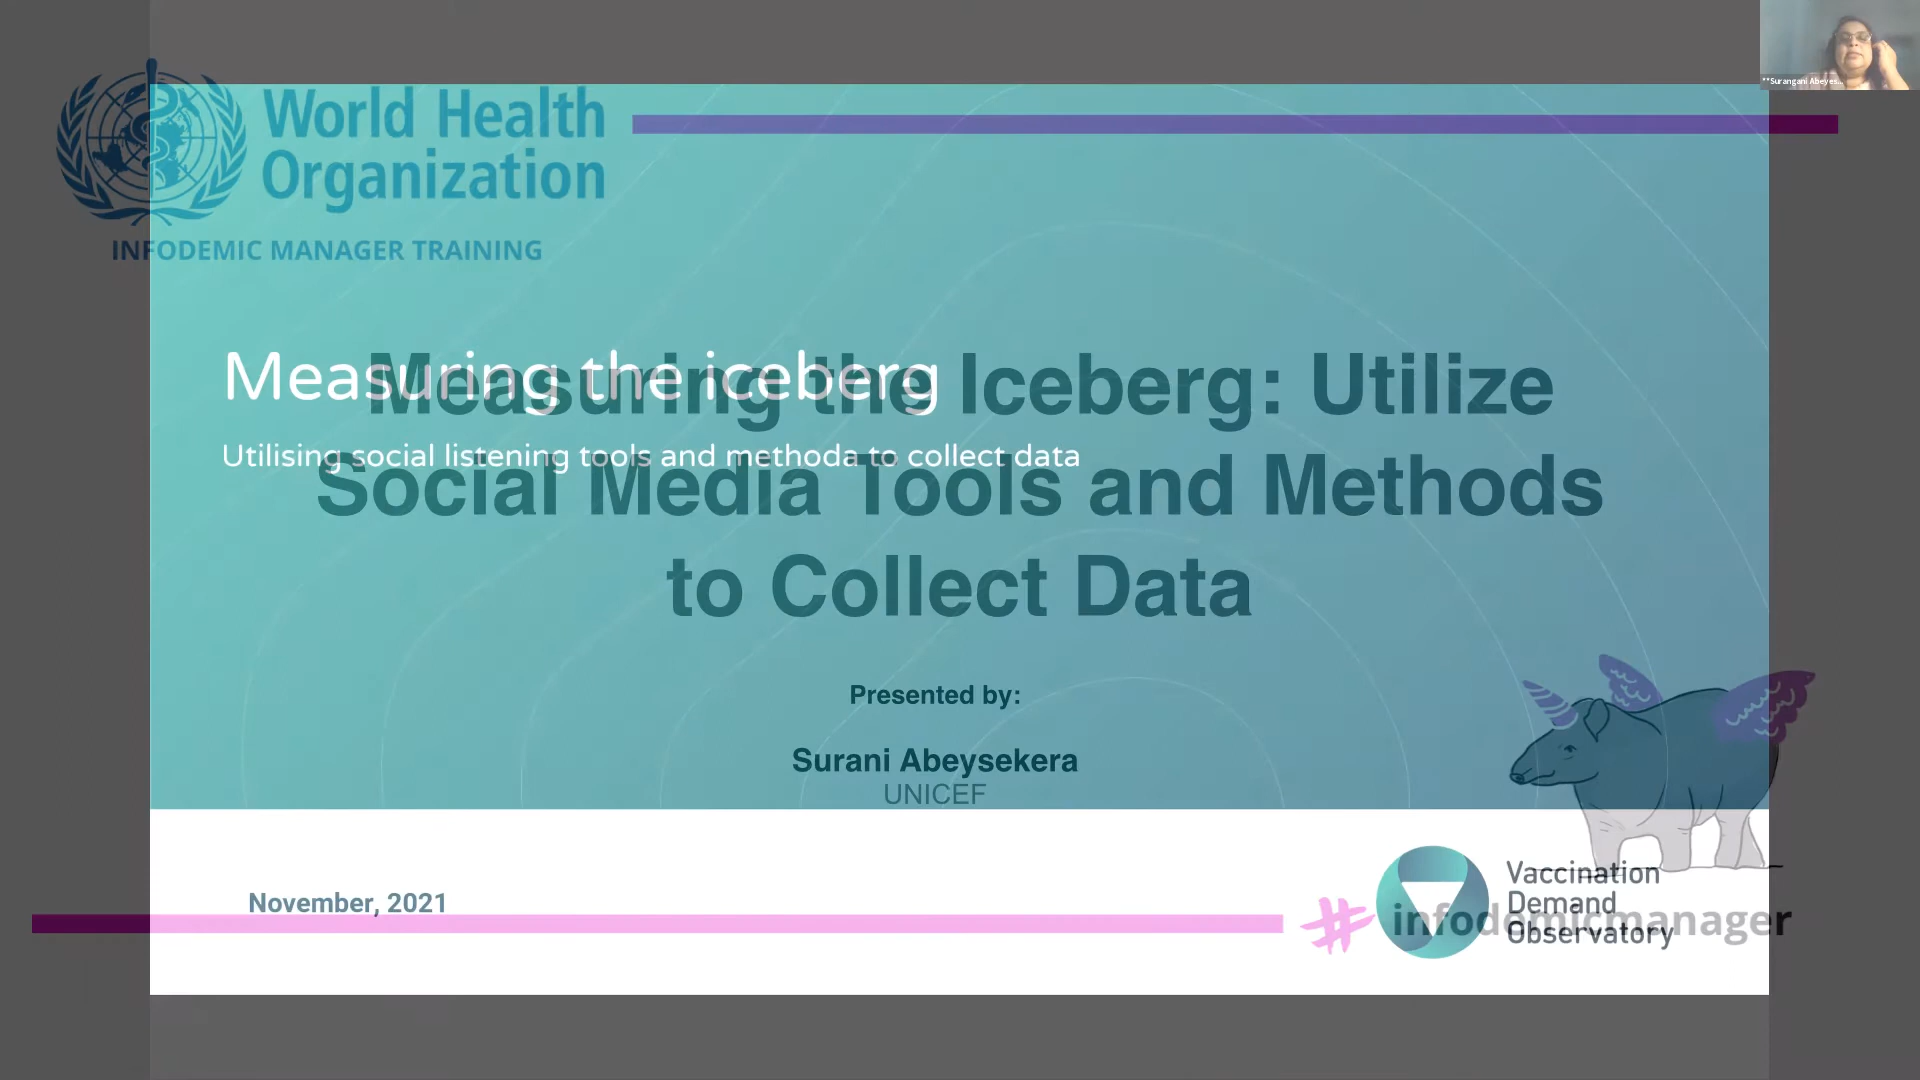 World Health
Organization
INFODEMIC MANAGER TRAINING
**Surangani Abeyes...
Measuring the iceberg
Utilising social listening tools and methoda to collect data
Measuring the Iceberg: Utilize
Social Media Tools and Methods
to Collect Data
Presented by:
Surani Abeysekera
UNICEF
November, 2021
Vaccination
Demand
Observatory
#infodemicmanager